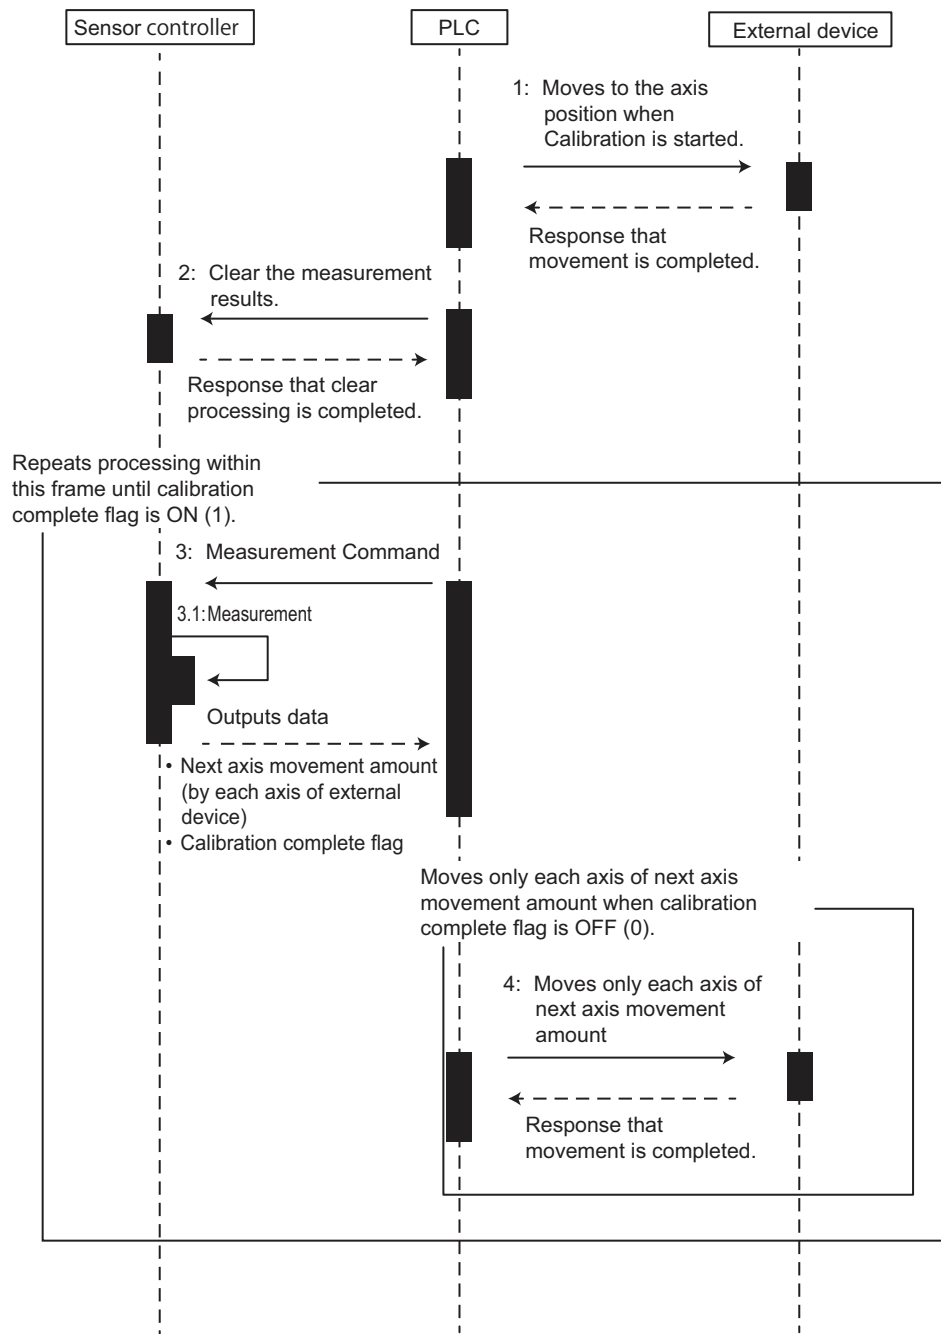 Sensor controller
PLC
External device
1: Moves to the axis
position when
Calibration is started.
Response that
movement is completed.
2: Clear the measurement
results.
Response that clear
processing is completed.
Repeats processing within
this frame until calibration
complete flag is ON (1).
3: Measurement Command
3.1: Measurement
Outputs data
• Next axis movement amount
(by each axis of external
device)
• Calibration complete flag
Moves only each axis of next axis
movement amount when calibration
complete flag is OFF (0).
4: Moves only each axis of
next axis movement
amount
Response that
movement is completed.